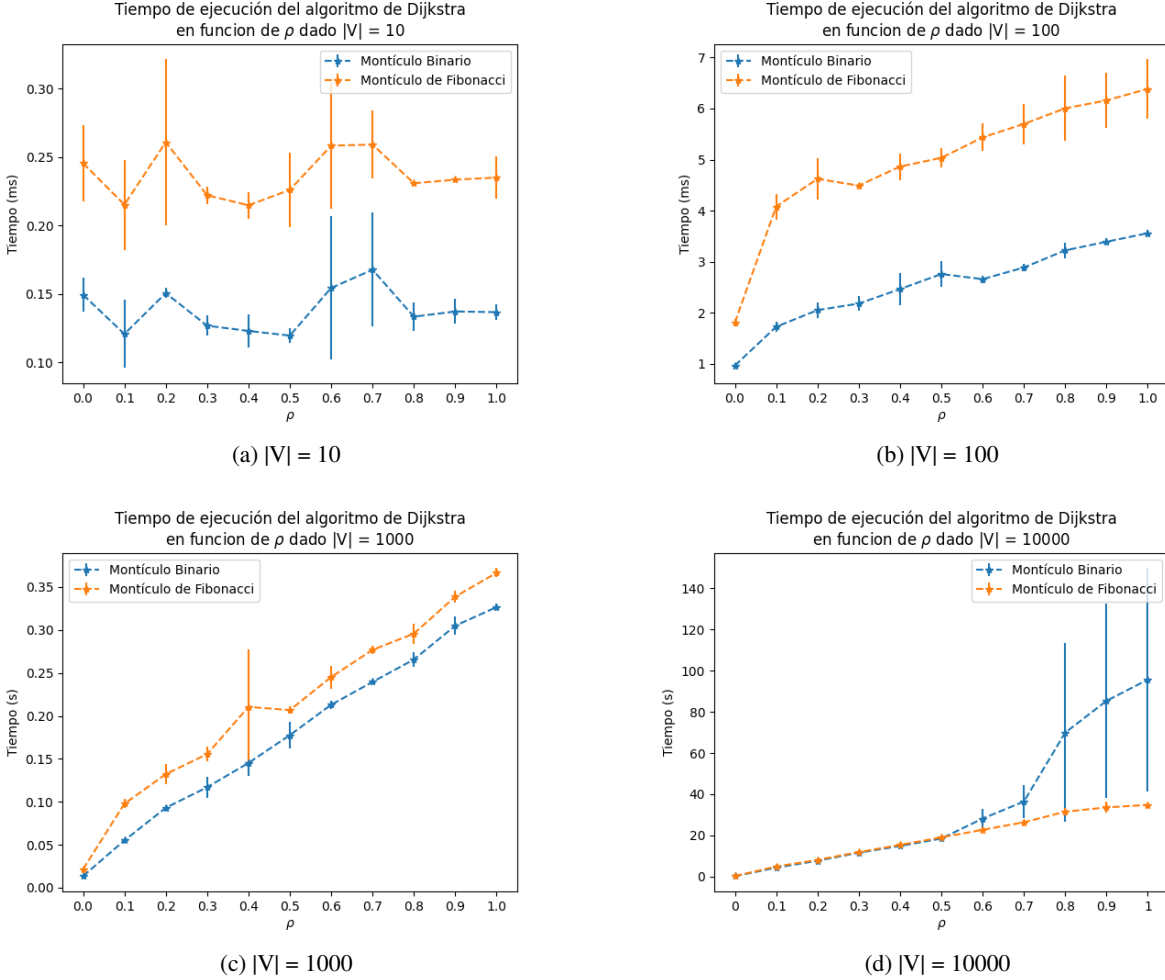 Tiempo de ejecución del algoritmo de Dijkstra
en funcion de ρ dado |V| = 10
Montículo Binario
Montículo de Fibonacci
Tiempo (ms)
0.30
0.25
0.20
0.15
0.10
0.0 0.1 0.2 0.3 0.4 0.5 0.6 0.7 0.8 0.9 1.0
ρ
(a) |V| = 10
Tiempo de ejecución del algoritmo de Dijkstra
en funcion de ρ dado |V| = 100
Montículo Binario
Montículo de Fibonacci
Tiempo (ms)
7
6
5
4
3
2
1
0.0 0.1 0.2 0.3 0.4 0.5 0.6 0.7 0.8 0.9 1.0
ρ
(b) |V| = 100
Tiempo de ejecución del algoritmo de Dijkstra
en funcion de ρ dado |V| = 1000
Montículo Binario
Montículo de Fibonacci
Tiempo (s)
0.35
0.30
0.25
0.20
0.15
0.10
0.05
0.00
0.0 0.1 0.2 0.3 0.4 0.5 0.6 0.7 0.8 0.9 1.0
ρ
(c) |V| = 1000
Tiempo de ejecución del algoritmo de Dijkstra
en funcion de ρ dado |V| = 10000
Montículo Binario
Montículo de Fibonacci
Tiempo (s)
140
120
100
80
60
40
20
0
0 0.1 0.2 0.3 0.4 0.5 0.6 0.7 0.8 0.9 1
ρ
(d) |V| = 10000